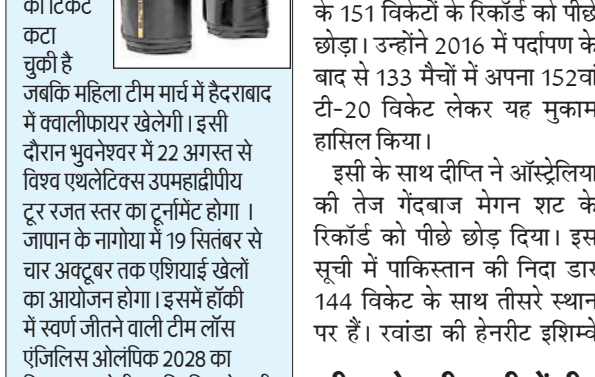 का टिकट
कटा
चुकी है
जबकि महिला टीम मार्च में हैदराबाद
में क्वालीफायर खेलेगी। इसी
दौरान भुवनेश्वर में 22 अगस्त से
विश्व एथलेटिक्स उपमहाद्वीपीय
टूर रजत स्तर का टूर्नामेंट होगा ।
जापान के नागोया में 19 सितंबर से
चार अक्टूबर तक एशियाई खेलों
का आयोजन होगा। इसमें हॉकी
में स्वर्ण जीतने वाली टीम लॉस
एंजिलिस ओलंपिक 2028 का
के 151 विकेटों के रिकॉर्ड को पीछे
छोड़ा। उन्होंने 2016 में पर्दापण के
बाद से 133 मैचों में अपना 152वां
टी-20 विकेट लेकर यह मुकाम
हासिल किया।
इसी के साथ दीप्ति ने ऑस्ट्रेलिया
की तेज गेंदबाज मेगन शट के
रिकॉर्ड को पीछे छोड़ दिया। इस
सूची में पाकिस्तान की निदा डार
144 विकेट के साथ तीसरे स्थान
पर हैं। रवांडा की हेनरीट इशिम्वे